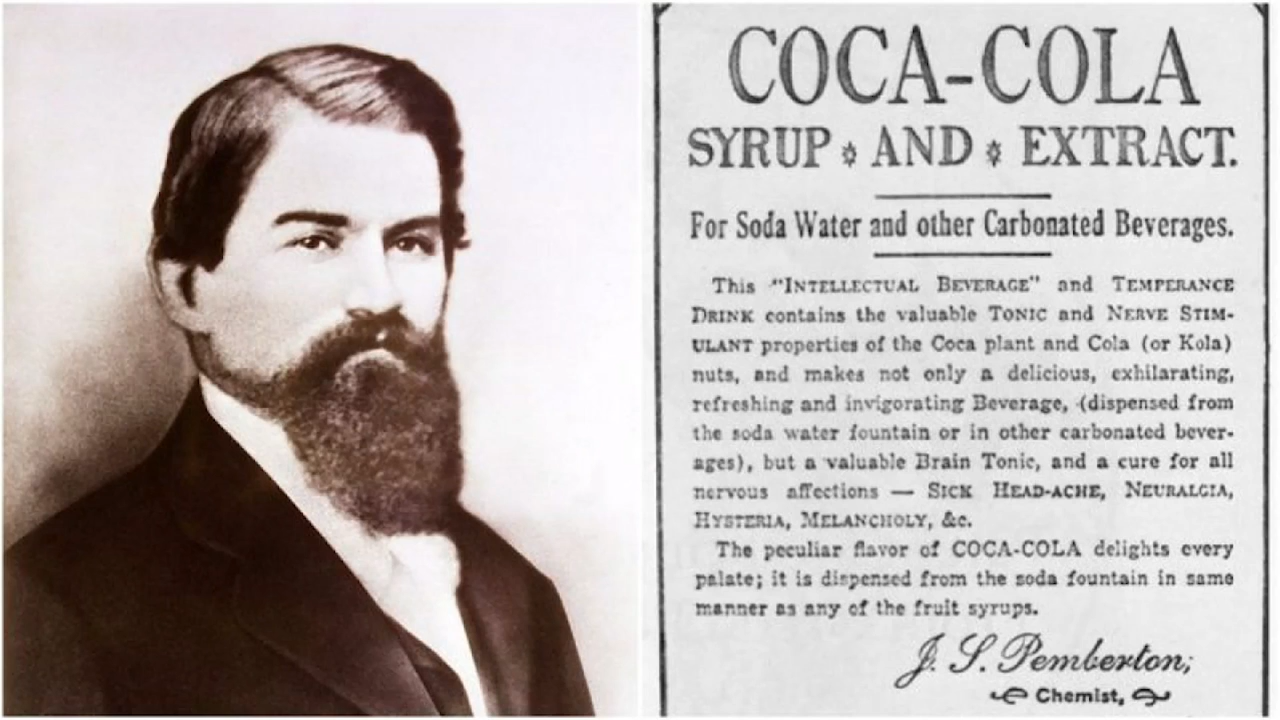 COCA-COLA
SYRUP * AND * EXTRACT.
For Soda Water and other Carbonated Beverages.
This "INTELLECTUAL BEVERAGE" and TEMPERANCE
DRINK contains the valuable TONIC and NERVE STIM-
ULANT properties of the Coca plant and Cola (or Kola)
nuts, and makes not only a delicious, exhilarating,
refreshing and invigorating Beverage, (dispensed from
the soda water fountain or in other carbonated bever-
ages), but a valuable Brain Tonic, and a cure for all
nervous affections — SICK HEAD-ACHE, NEURALGIA,
HYSTERIA, MELANCHOLY, &c.
The peculiar flavor of COCA-COLA delights every
palate; it is dispensed from the soda fountain in same
manner as any of the fruit syrups.
J. S. Pemberton;
Chemist,